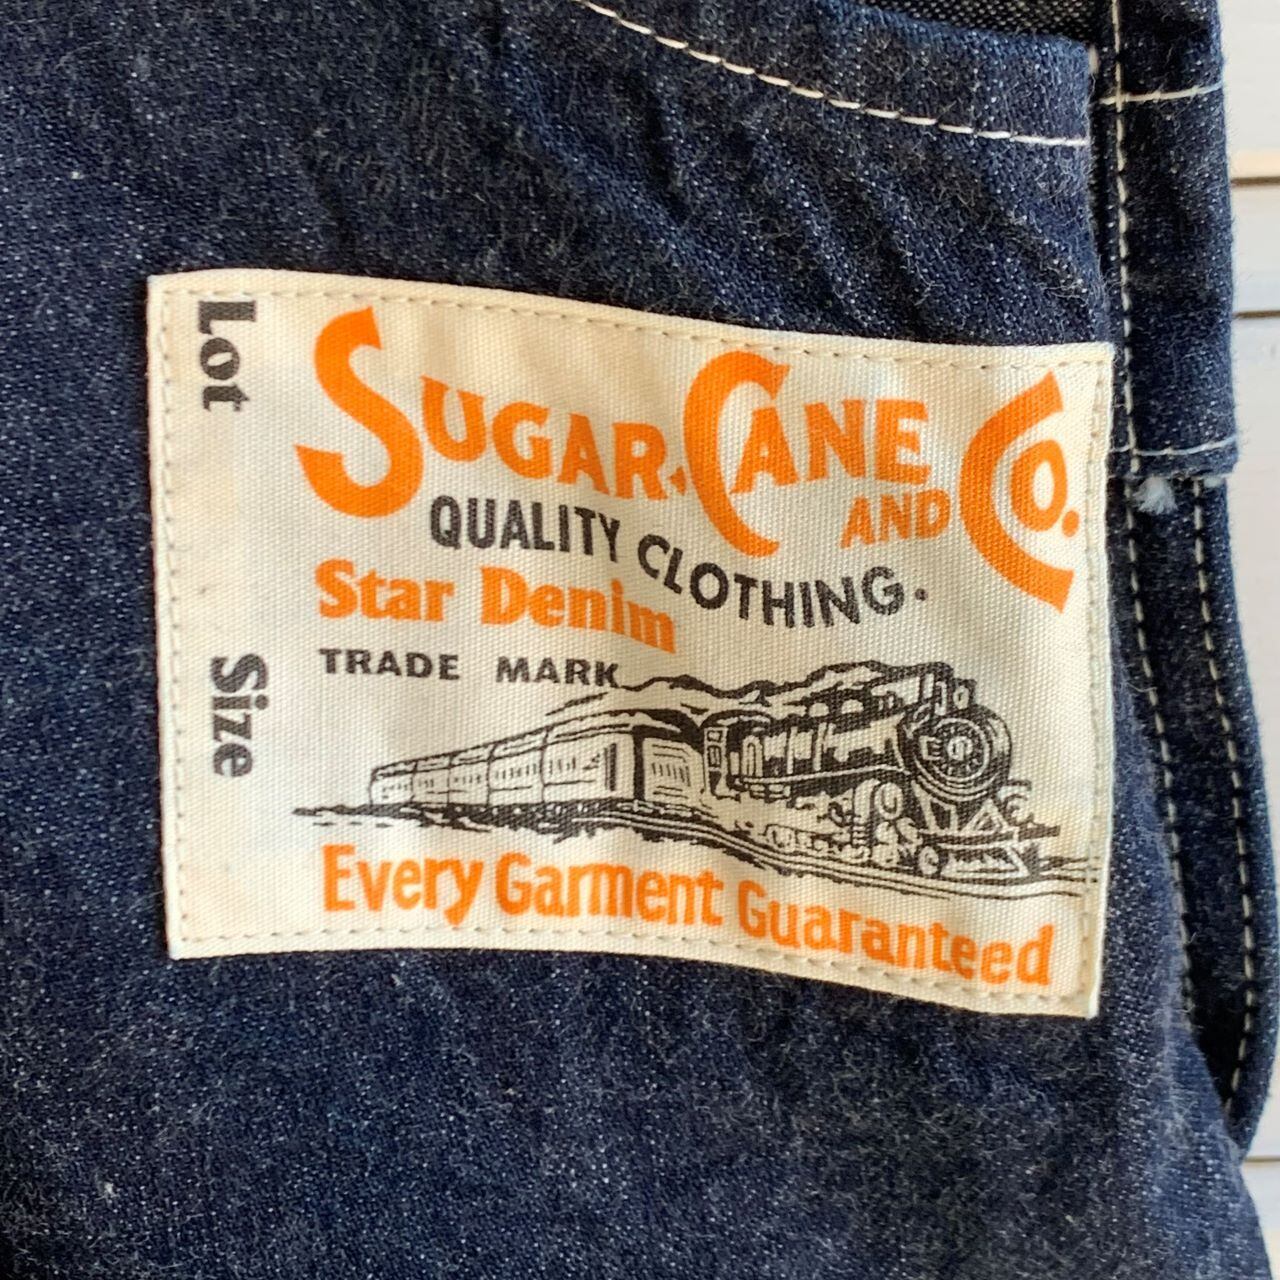 Lot
Size
SUGAR CANE AND CO.
QUALITY CLOTHING.
Star Denim
TRADE MARK
Every Garment Guaranteed